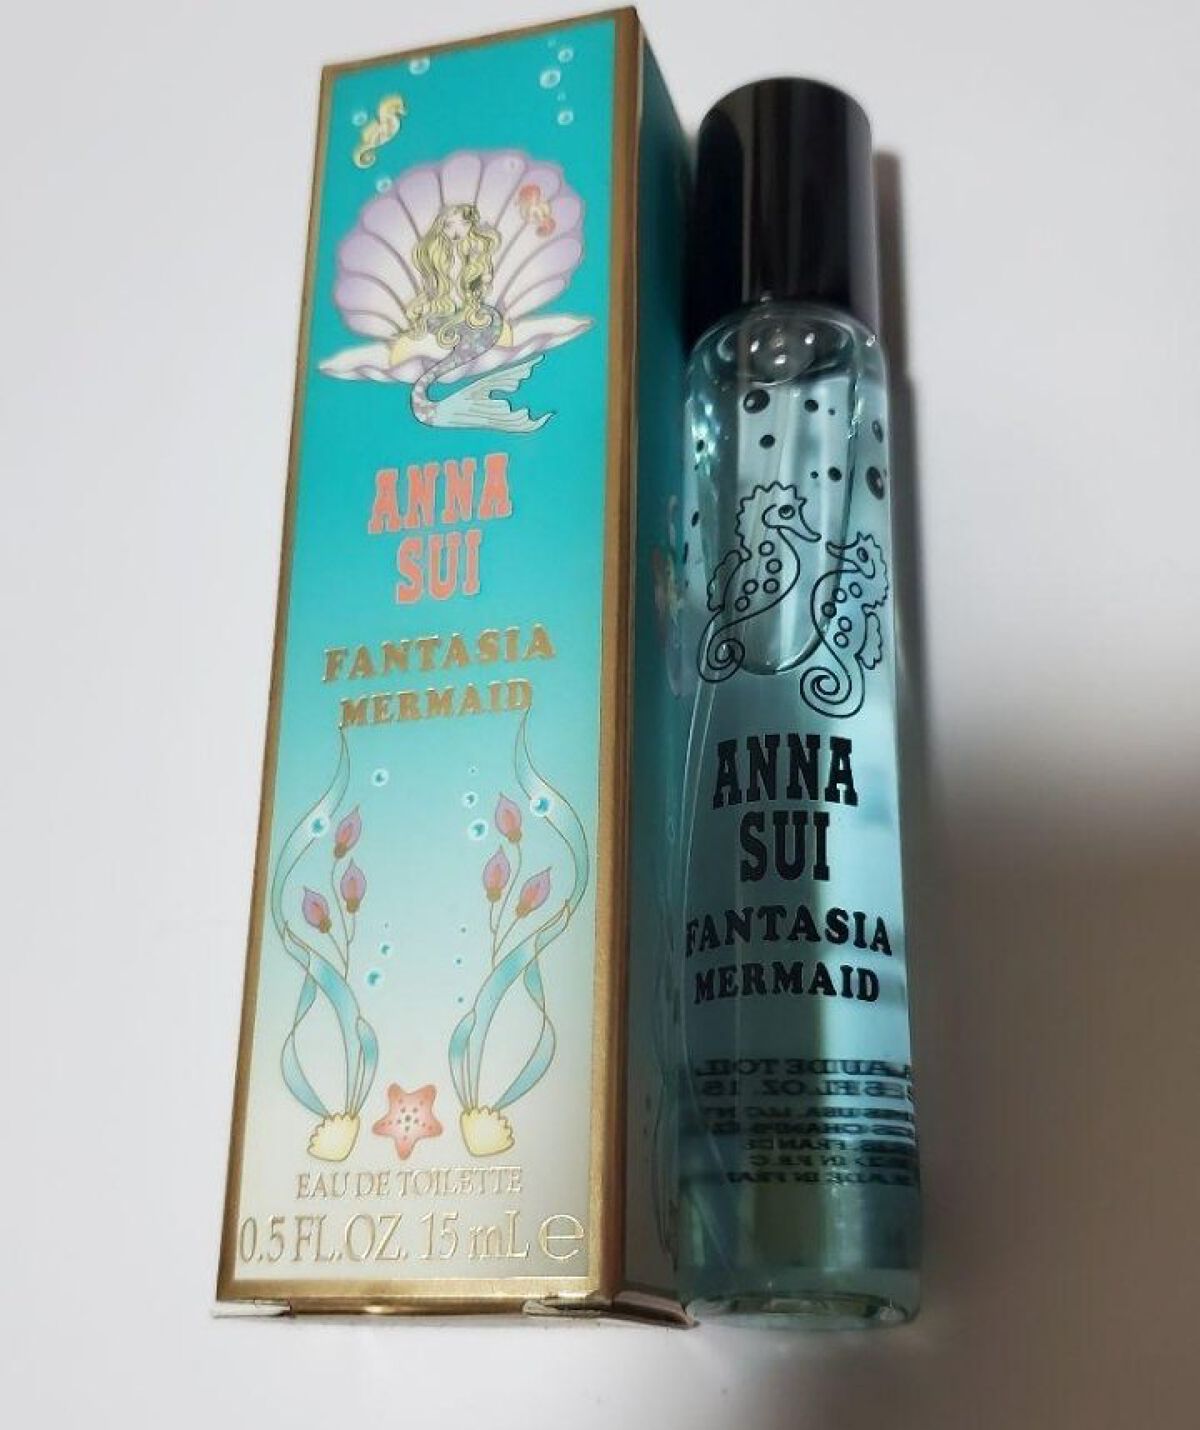 ANNA
SUI
FANTASIA
MERMAID
EAU DE TOILETTE
0.5 FL.OZ. 15 mL e
ANNA
SUI
FANTASIA
MERMAID